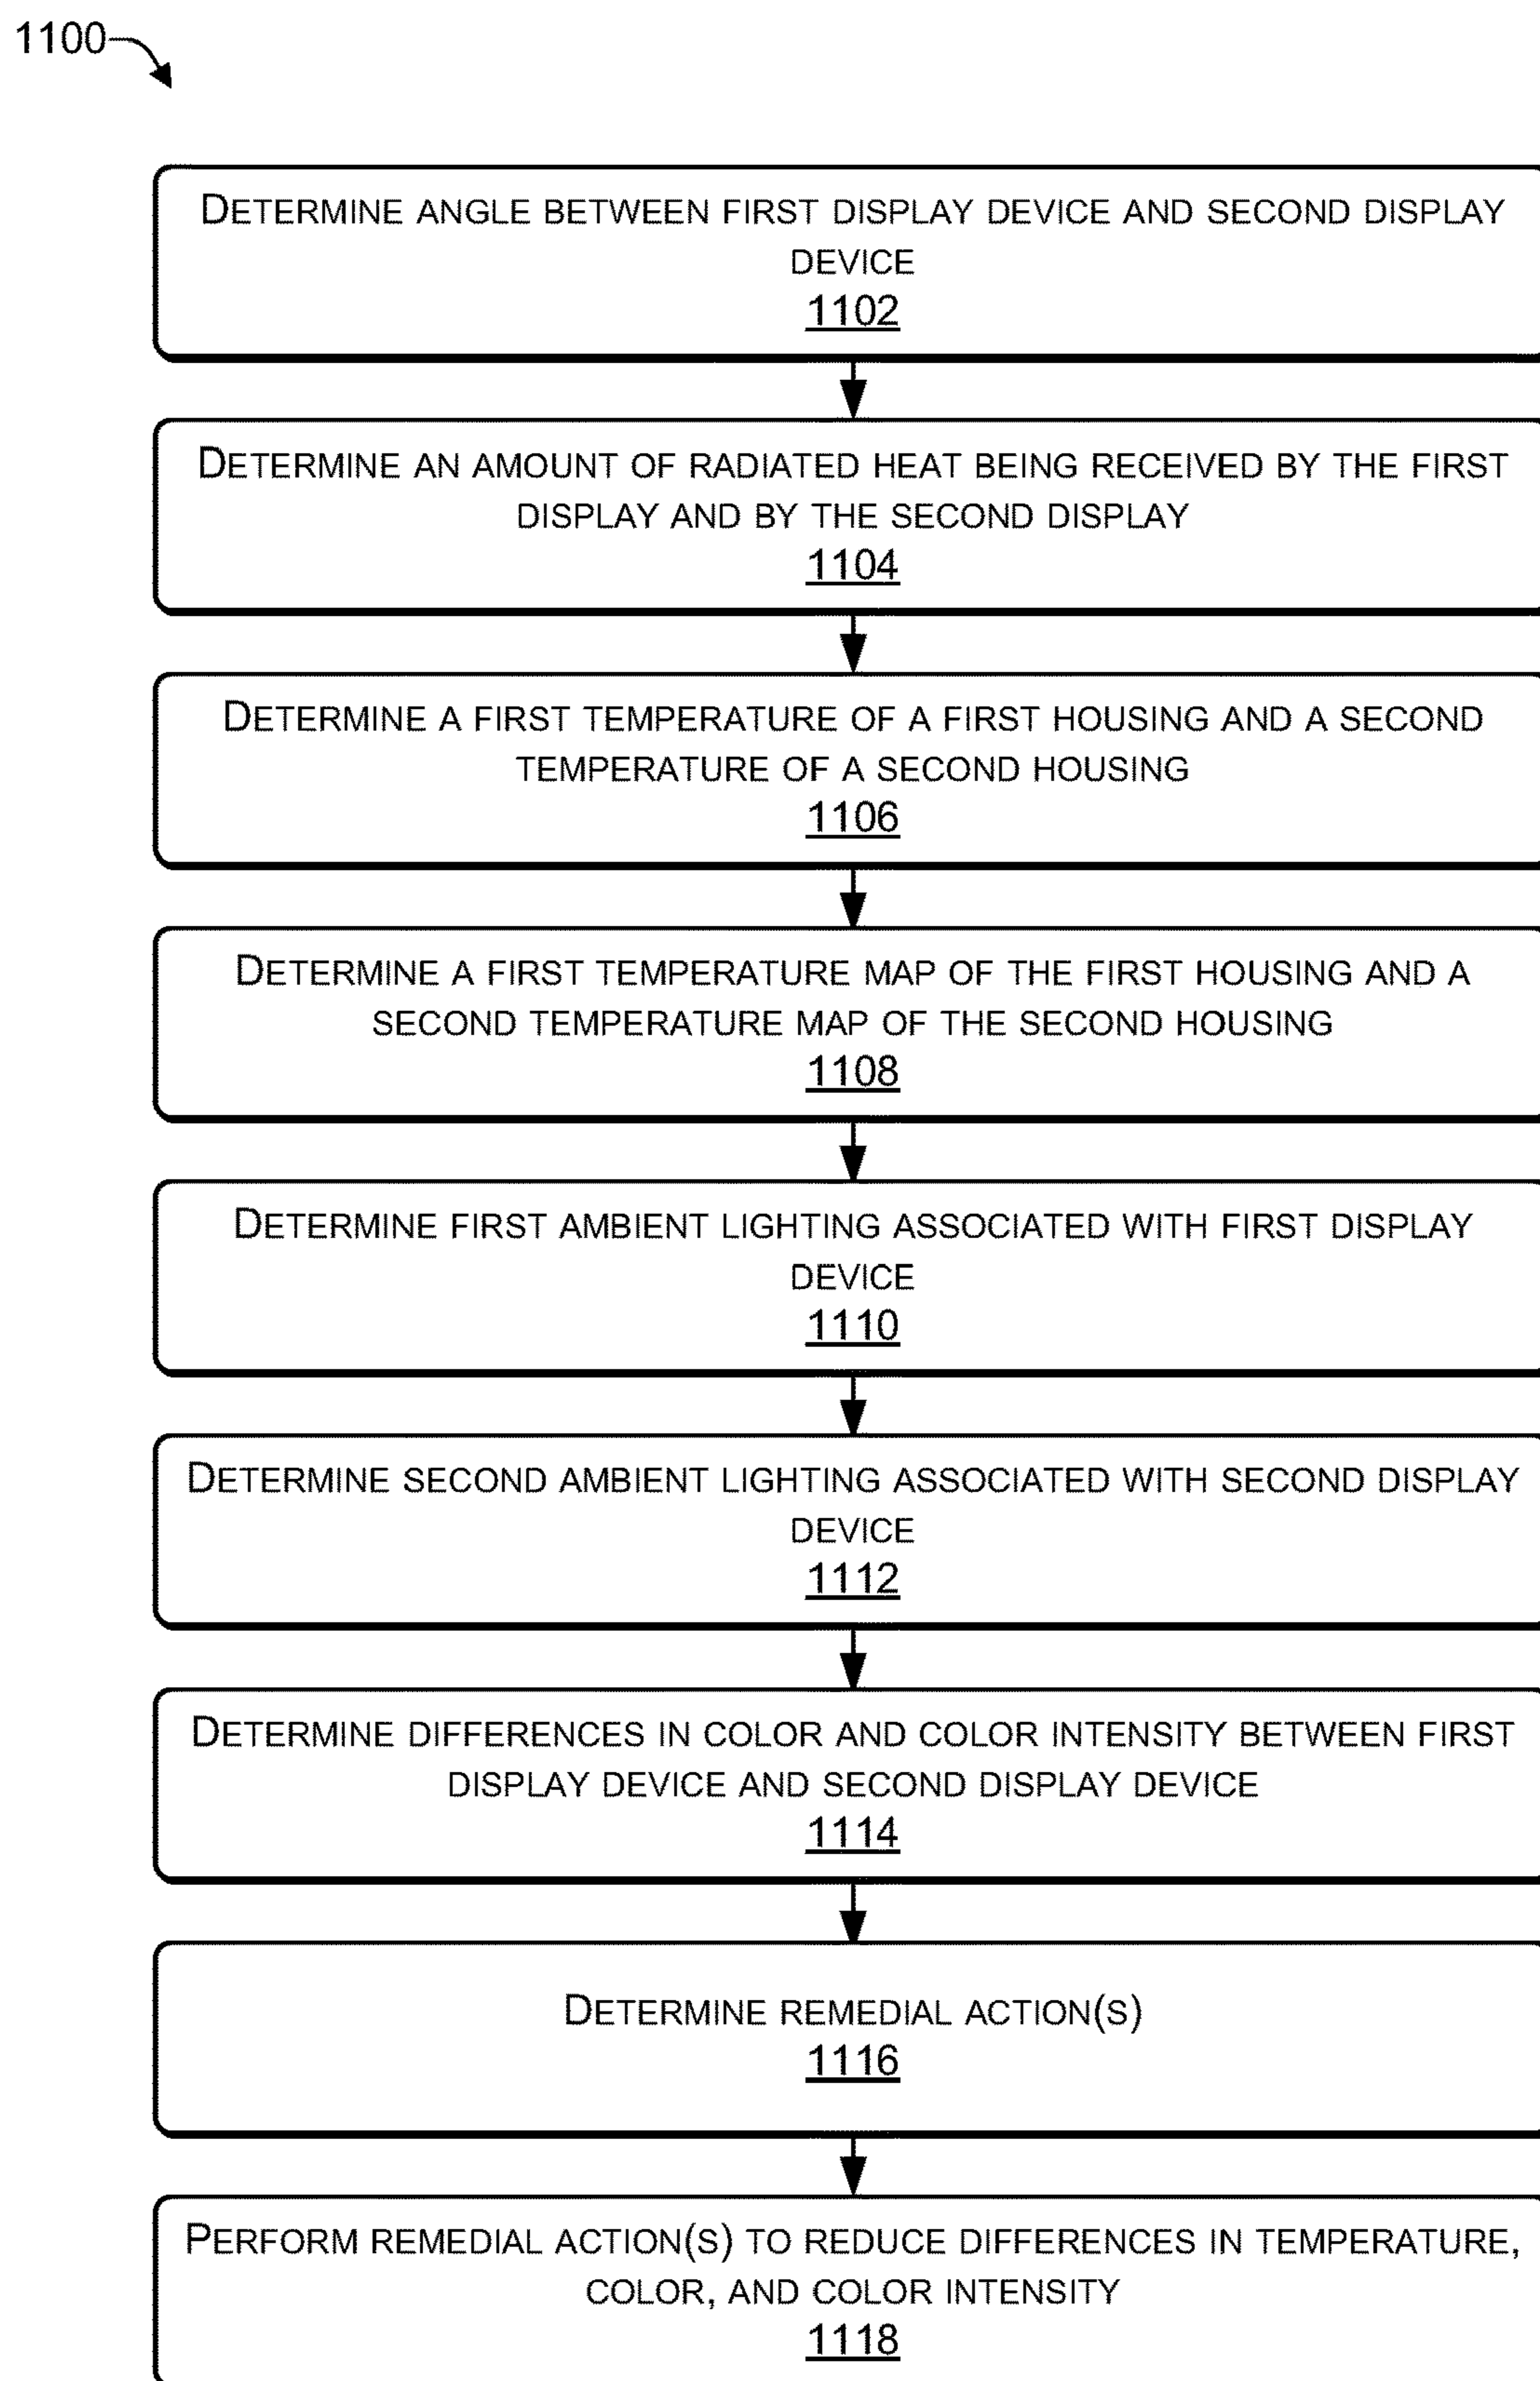 1100
DETERMINE ANGLE BETWEEN FIRST DISPLAY DEVICE AND SECOND DISPLAY
DEVICE
1102
DETERMINE AN AMOUNT OF RADIATED HEAT BEING RECEIVED BY THE FIRST
DISPLAY AND BY THE SECOND DISPLAY
1104
DETERMINE A FIRST TEMPERATURE OF A FIRST HOUSING AND A SECOND
TEMPERATURE OF A SECOND HOUSING
1106
DETERMINE A FIRST TEMPERATURE MAP OF THE FIRST HOUSING AND A
SECOND TEMPERATURE MAP OF THE SECOND HOUSING
1108
DETERMINE FIRST AMBIENT LIGHTING ASSOCIATED WITH FIRST DISPLAY
DEVICE
1110
DETERMINE SECOND AMBIENT LIGHTING ASSOCIATED WITH SECOND DISPLAY
DEVICE
1112
DETERMINE DIFFERENCES IN COLOR AND COLOR INTENSITY BETWEEN FIRST
DISPLAY DEVICE AND SECOND DISPLAY DEVICE
1114
DETERMINE REMEDIAL ACTION(S)
1116
PERFORM REMEDIAL ACTION(S) TO REDUCE DIFFERENCES IN TEMPERATURE,
COLOR, AND COLOR INTENSITY
1118